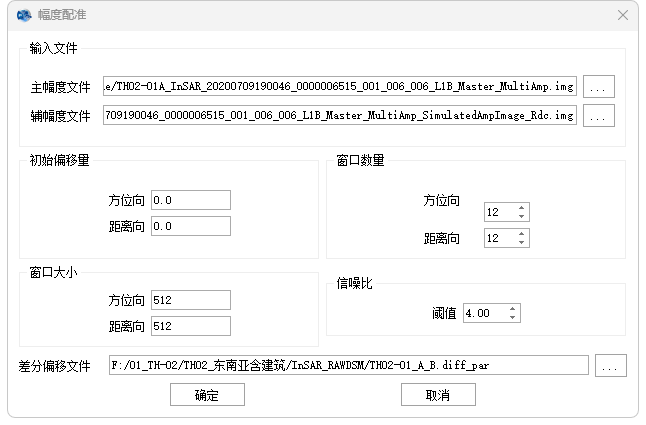 幅度配准
输入文件
主幅度文件 e/TH02-01A_InSAR_20200709190046_0000006515_001_006_006_L1B_Master_MultiAmp.img ...
辅幅度文件 709190046_0000006515_001_006_006_L1B_Master_MultiAmp_SimulatedAmpImage_Rdc.img ...
初始偏移量
方位向 0.0
距离向 0.0
窗口数量
方位向 12
距离向 12
窗口大小
方位向 512
距离向 512
信噪比
阈值 4.00
差分偏移文件 F:/01_TH-02/TH02_东南亚含建筑/InSAR_RAWDSM/TH02-01_A_B.diff_par ...
确定 取消